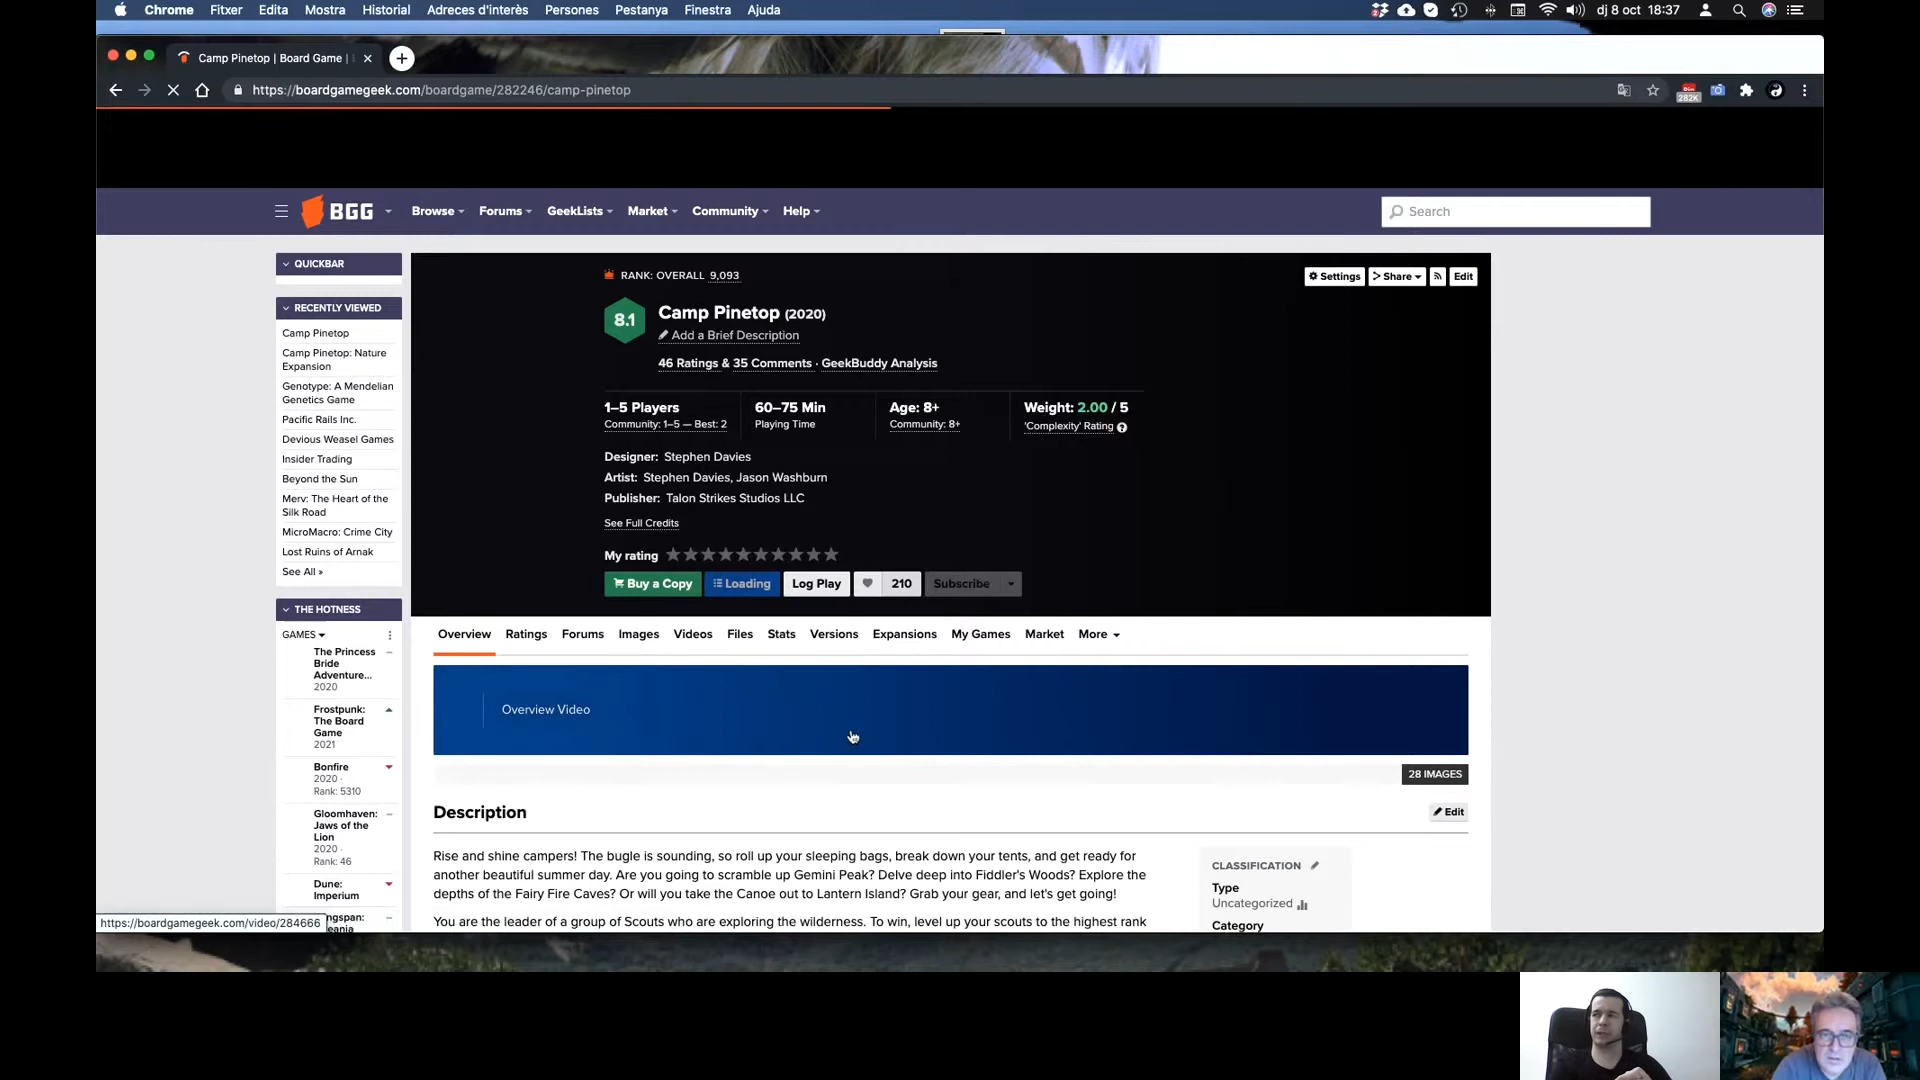 Chrome Fitxer Edita Mostra Historial Adreces d'interès Persones Pestanya Finestra Ajuda
dj 8 oct 18:37
Camp Pinetop | Board Game |
https://boardgamegeek.com/boardgame/282246/camp-pinetop
282K
BGG Browse Forums GeekLists Market Community Help
Search
QUICKBAR
RECENTLY VIEWED
Camp Pinetop
Camp Pinetop: Nature
Expansion
Genotype: A Mendelian
Genetics Game
Pacific Rails Inc.
Devious Weasel Games
Insider Trading
Beyond the Sun
Merv: The Heart of the
Silk Road
MicroMacro: Crime City
Lost Ruins of Arnak
See All »
THE HOTNESS
GAMES
The Princess
Bride
Adventure...
2020
Frostpunk:
The Board
Game
2021
Bonfire
2020 ·
Rank: 5310
Gloomhaven:
Jaws of the
Lion
2020 ·
Rank: 46
Dune:
Imperium
https://boardgamegeek.com/video/284666
RANK: OVERALL 9,093
Settings Share Edit
8.1
Camp Pinetop (2020)
Add a Brief Description
46 Ratings & 35 Comments · GeekBuddy Analysis
1–5 Players
Community: 1–5 — Best: 2
60–75 Min
Playing Time
Age: 8+
Community: 8+
Weight: 2.00 / 5
'Complexity' Rating
Designer: Stephen Davies
Artist: Stephen Davies, Jason Washburn
Publisher: Talon Strikes Studios LLC
See Full Credits
My rating
Buy a Copy Loading Log Play 210 Subscribe
Overview Ratings Forums Images Videos Files Stats Versions Expansions My Games Market More
Overview Video
28 IMAGES
Description
Edit
Rise and shine campers! The bugle is sounding, so roll up your sleeping bags, break down your tents, and get ready for
another beautiful summer day. Are you going to scramble up Gemini Peak? Delve deep into Fiddler's Woods? Explore the
depths of the Fairy Fire Caves? Or will you take the Canoe out to Lantern Island? Grab your gear, and let's get going!
You are the leader of a group of Scouts who are exploring the wilderness. To win, level up your scouts to the highest rank
CLASSIFICATION
Type
Uncategorized
Category